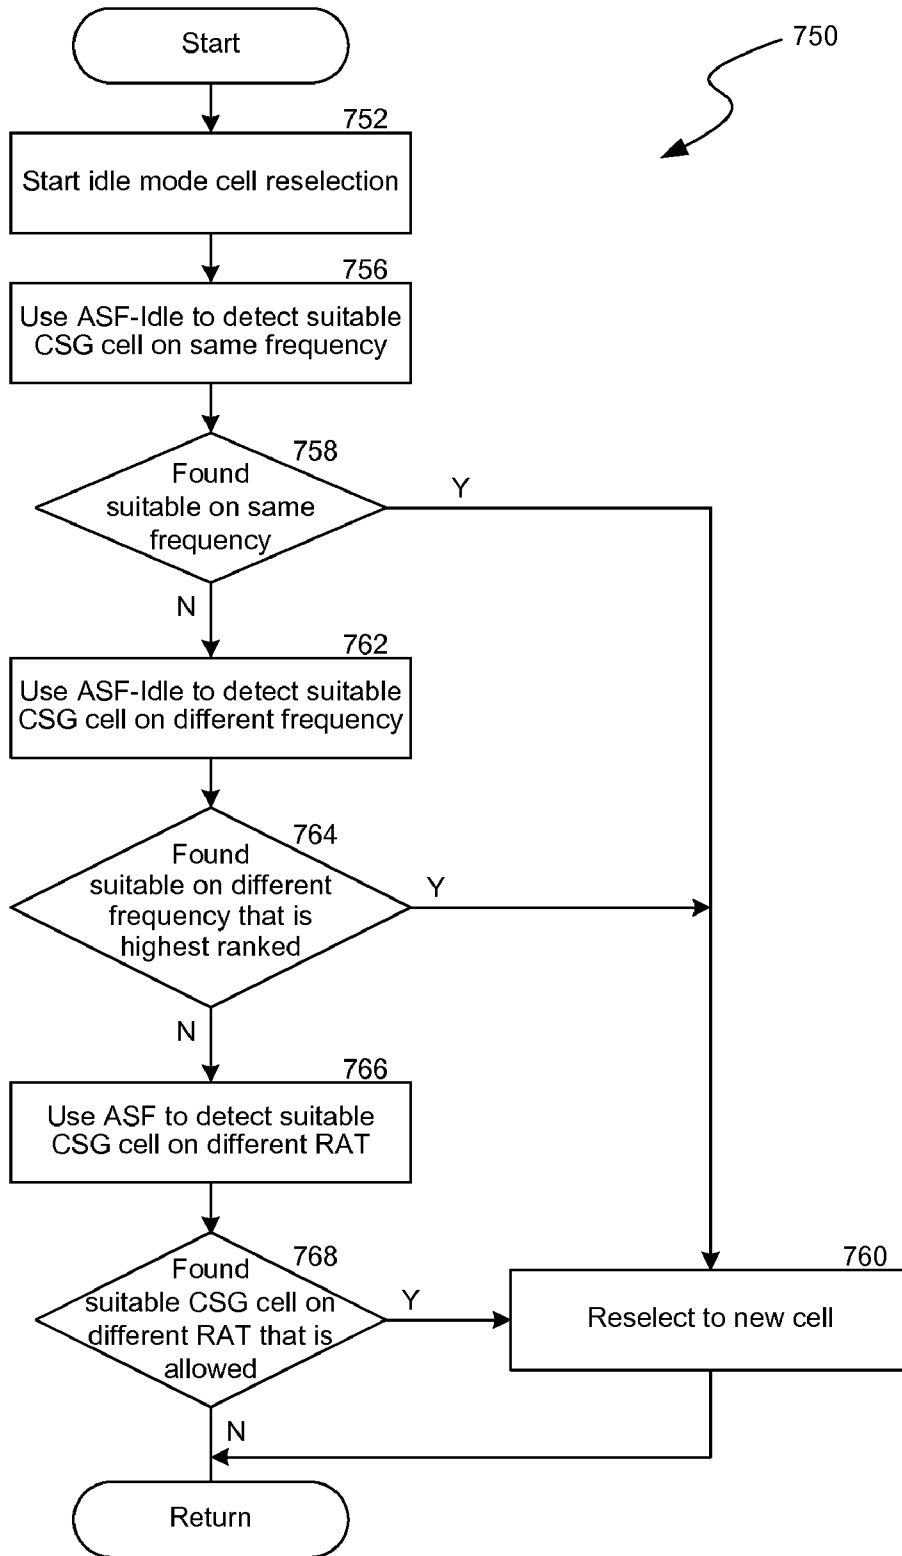 Start
750
752
Start idle mode cell reselection
756
Use ASF-Idle to detect suitable
CSG cell on same frequency
758
Found
suitable on same
frequency
Y
N
762
Use ASF-Idle to detect suitable
CSG cell on different frequency
764
Found
suitable on different
frequency that is
highest ranked
Y
N
766
Use ASF to detect suitable
CSG cell on different RAT
768
Found
suitable CSG cell on
different RAT that is
allowed
Y
760
Reselect to new cell
N
Return